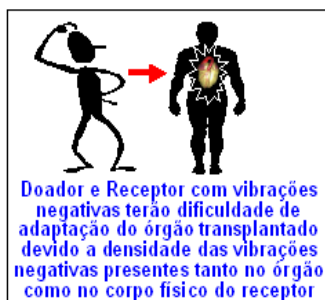 Doador e Receptor com vibrações
negativas terão dificuldade de
adaptação do órgão transplantado
devido a densidade das vibrações
negativas presentes tanto no órgão
como no corpo físico do receptor